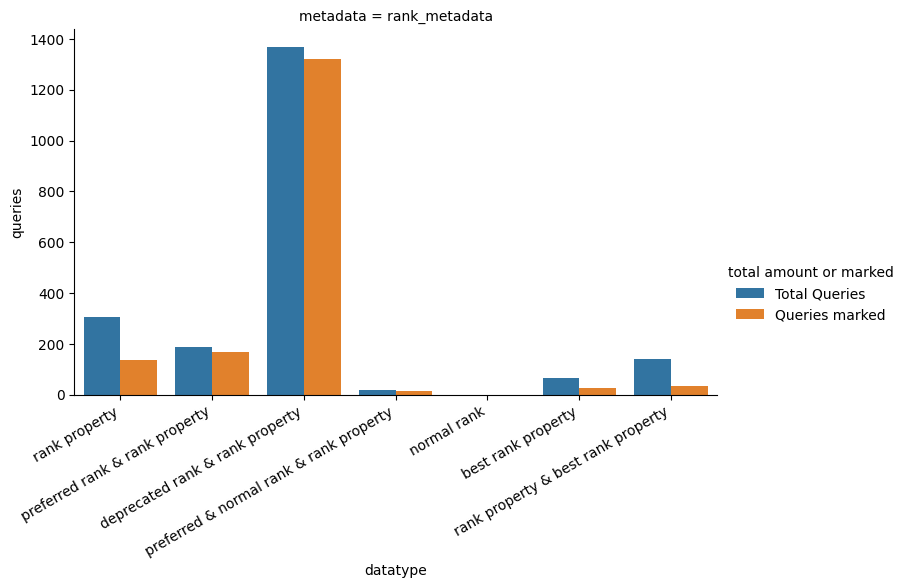 metadata = rank_metadata
1400
1200
1000
800
600
400
200
0
queries
rank property
preferred rank & rank property
deprecated rank & rank property
preferred & normal rank & rank property
normal rank
best rank property
rank property & best rank property
datatype
total amount or marked
Total Queries
Queries marked